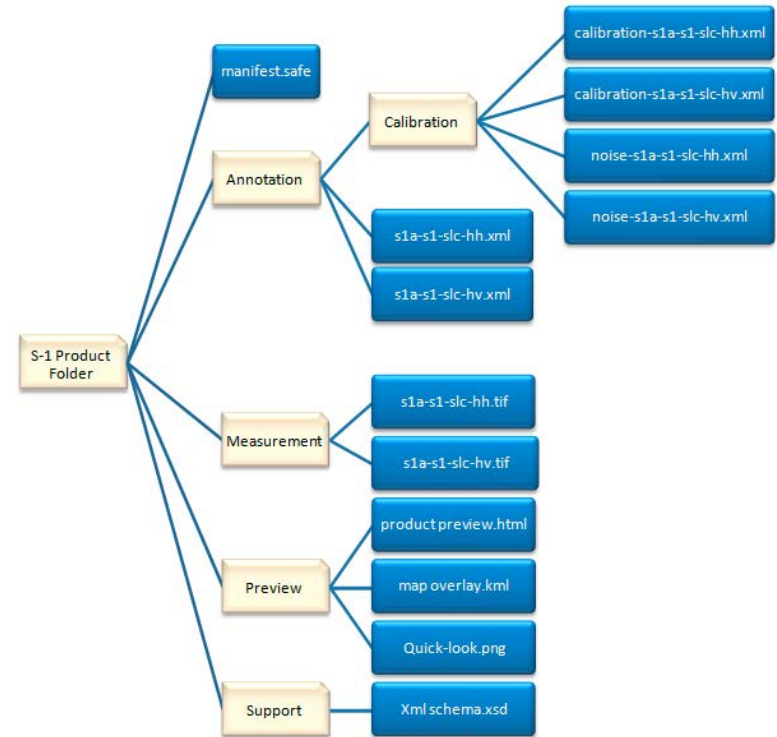 manifest.safe
calibration-s1a-s1-slc-hh.xml
calibration-s1a-s1-slc-hv.xml
Calibration
noise-s1a-s1-slc-hh.xml
Annotation
noise-s1a-s1-slc-hv.xml
s1a-s1-slc-hh.xml
s1a-s1-slc-hv.xml
S-1 Product
Folder
s1a-s1-slc-hh.tif
Measurement
s1a-s1-slc-hv.tif
product preview.html
Preview
map overlay.kml
Quick-look.png
Support
Xml schema.xsd